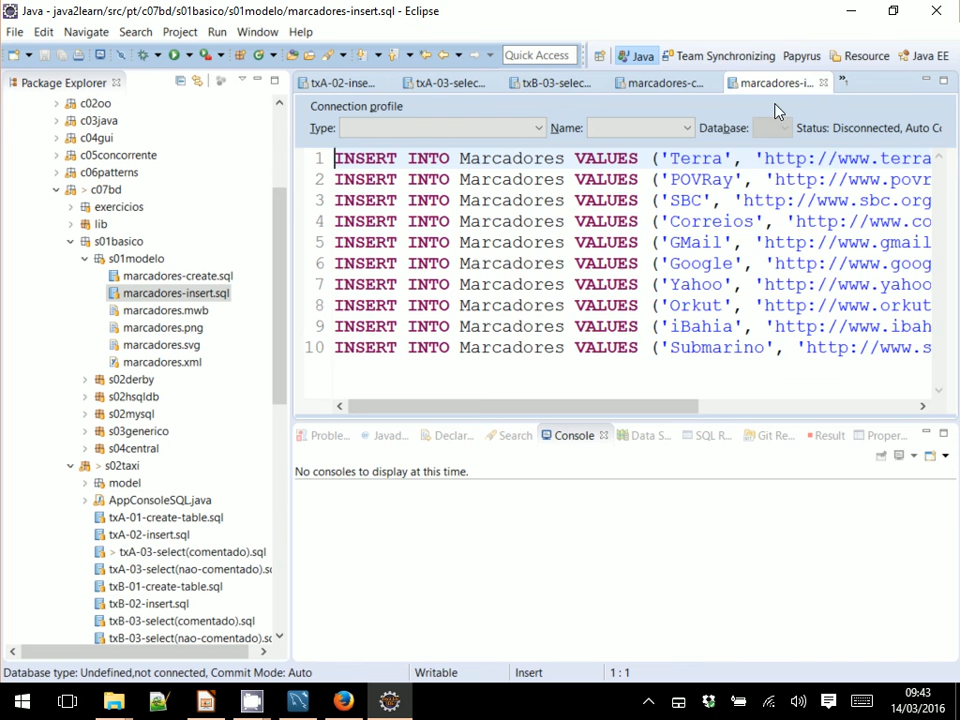 Java - java2learn/src/pt/c07bd/s01basico/s01modelo/marcadores-insert.sql - Eclipse
File Edit Navigate Search Project Run Window Help
Quick Access Java Team Synchronizing Papyrus Resource Java EE
Package Explorer
txA-02-inse... txA-03-selec... txB-03-selec... marcadores-c... marcadores-i...
Connection profile
Type: Name: Database: Status: Disconnected, Auto Co
c02oo
c03java
c04gui
c05concorrente
c06patterns
> c07bd
exercicios
lib
s01basico
s01modelo
marcadores-create.sql
marcadores-insert.sql
marcadores.mwb
marcadores.png
marcadores.svg
marcadores.xml
s02derby
s02hsqldb
s02mysql
s03generico
s04central
> s02taxi
model
AppConsoleSQL.java
txA-01-create-table.sql
txA-02-insert.sql
> txA-03-select(comentado).sql
txA-03-select(nao-comentado).sc
txB-01-create-table.sql
txB-02-insert.sql
txB-03-select(comentado).sql
txB-03-select(nao-comentado).sc
1 INSERT INTO Marcadores VALUES ('Terra', 'http://www.terra
2 INSERT INTO Marcadores VALUES ('POVRay', 'http://www.povr
3 INSERT INTO Marcadores VALUES ('SBC', 'http://www.sbc.org
4 INSERT INTO Marcadores VALUES ('Correios', 'http://www.co
5 INSERT INTO Marcadores VALUES ('GMail', 'http://www.gmail
6 INSERT INTO Marcadores VALUES ('Google', 'http://www.goog
7 INSERT INTO Marcadores VALUES ('Yahoo', 'http://www.yahoo
8 INSERT INTO Marcadores VALUES ('Orkut', 'http://www.orkut
9 INSERT INTO Marcadores VALUES ('iBahia', 'http://www.ibah
10 INSERT INTO Marcadores VALUES ('Submarino', 'http://www.s
Proble... Javad... Declar... Search Console Data S... SQL R... Git Re... Result Proper...
No consoles to display at this time.
Database type: Undefined,not connected, Commit Mode: Auto Writable Insert 1 : 1
09:43
14/03/2016